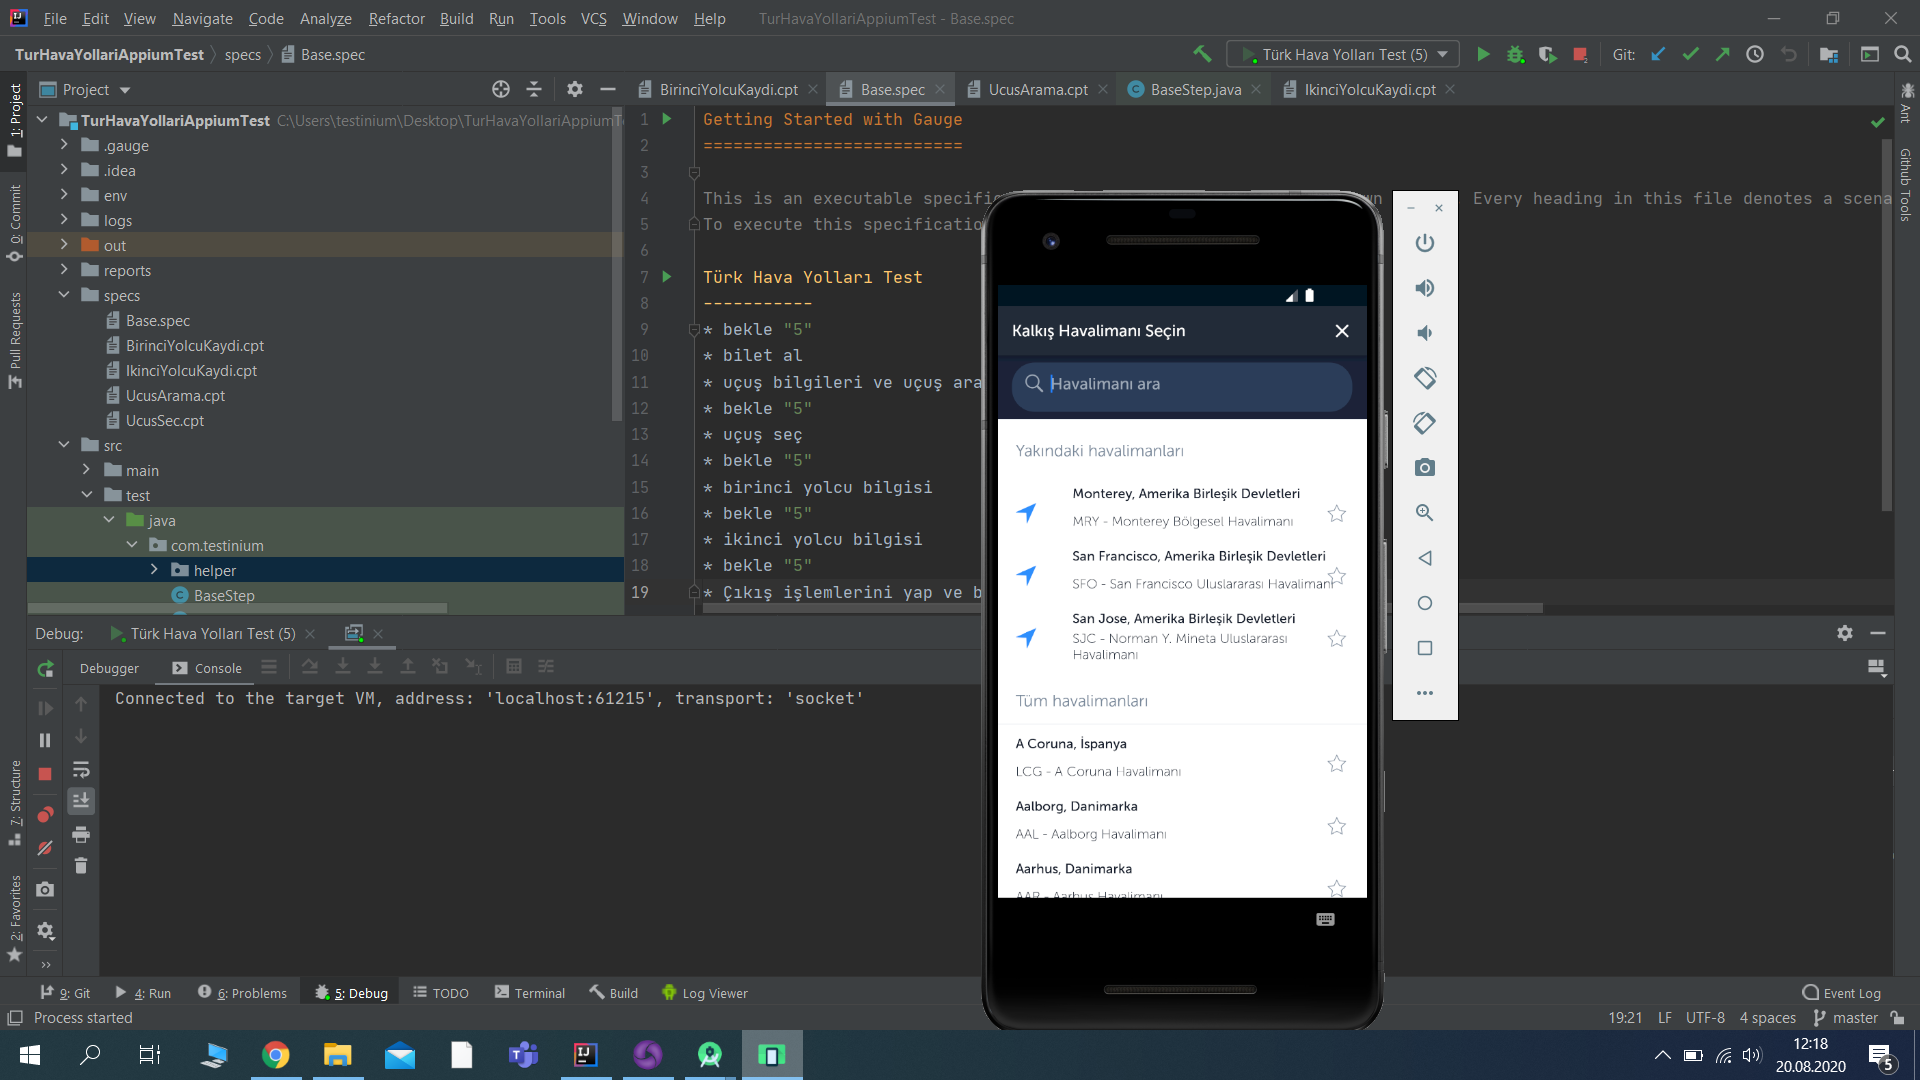 File Edit View Navigate Code Analyze Refactor Build Run Tools VCS Window Help TurHavaYollariAppiumTest - Base.spec
TurHavaYollariAppiumTest specs Base.spec
Türk Hava Yolları Test (5) Git:
1: Project
0: Commit
Pull Requests
7: Structure
2: Favorites
Project
TurHavaYollariAppiumTest C:\Users\testinium\Desktop\TurHavaYollariAppiumT
.gauge
.idea
env
logs
out
reports
specs
Base.spec
BirinciYolcuKaydi.cpt
IkinciYolcuKaydi.cpt
UcusArama.cpt
UcusSec.cpt
src
main
test
java
com.testinium
helper
BaseStep
BirinciYolcuKaydi.cpt Base.spec UcusArama.cpt BaseStep.java IkinciYolcuKaydi.cpt
1 Getting Started with Gauge
2 ==========================
3
4 This is an executable specific wn Every heading in this file denotes a scena
5 To execute this specificatio
6
7 Türk Hava Yolları Test
8 -----------
9 * bekle "5"
10 * bilet al
11 * uçuş bilgileri ve uçuş ara
12 * bekle "5"
13 * uçuş seç
14 * bekle "5"
15 * birinci yolcu bilgisi
16 * bekle "5"
17 * ikinci yolcu bilgisi
18 * bekle "5"
19 * Çıkış işlemlerini yap ve b
Ant
Github Tools
Kalkış Havalimanı Seçin
Havalimanı ara
Yakındaki havalimanları
Monterey, Amerika Birleşik Devletleri
MRY - Monterey Bölgesel Havalimanı
San Francisco, Amerika Birleşik Devletleri
SFO - San Francisco Uluslararası Havalimanı
San Jose, Amerika Birleşik Devletleri
SJC - Norman Y. Mineta Uluslararası
Havalimanı
Tüm havalimanları
A Coruna, İspanya
LCG - A Coruna Havalimanı
Aalborg, Danimarka
AAL - Aalborg Havalimanı
Aarhus, Danimarka
AAR - Aarhus Havalimanı
Debug: Türk Hava Yolları Test (5)
Debugger Console
Connected to the target VM, address: 'localhost:61215', transport: 'socket'
9: Git 4: Run 6: Problems 5: Debug TODO Terminal Build Log Viewer Event Log
Process started 19:21 LF UTF-8 4 spaces master
12:18
20.08.2020
5